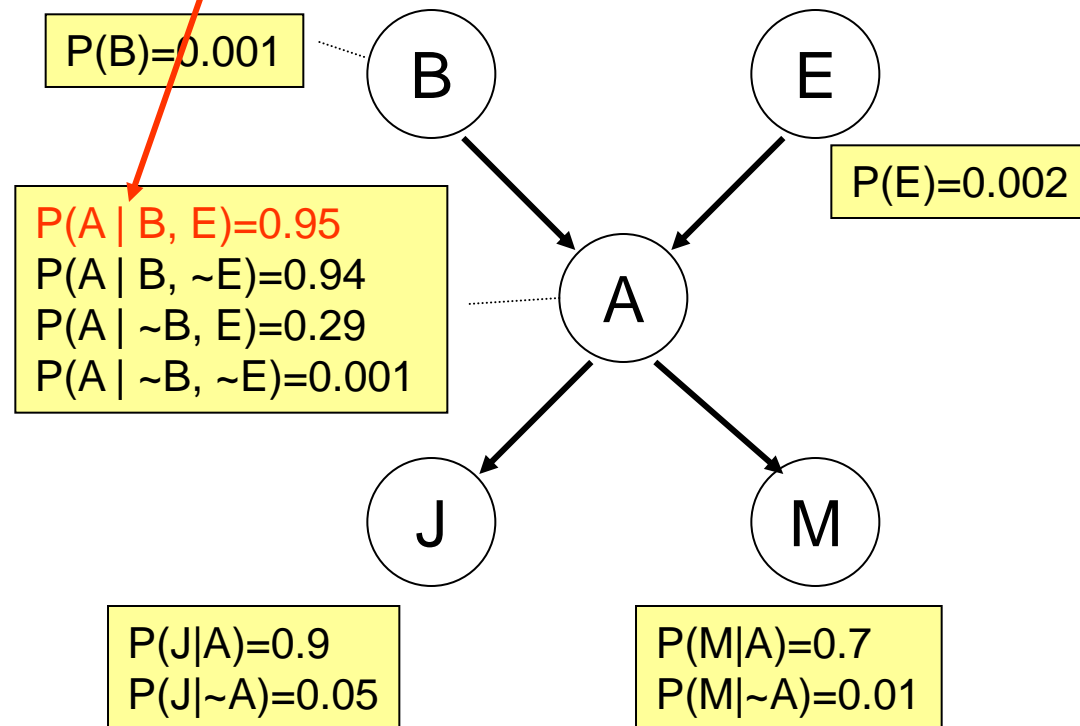 P(B)=0.001
B
E
P(E)=0.002
P(A | B, E)=0.95
P(A | B, ~E)=0.94
P(A | ~B, E)=0.29
P(A | ~B, ~E)=0.001
A
J
M
P(J|A)=0.9
P(J|~A)=0.05
P(M|A)=0.7
P(M|~A)=0.01